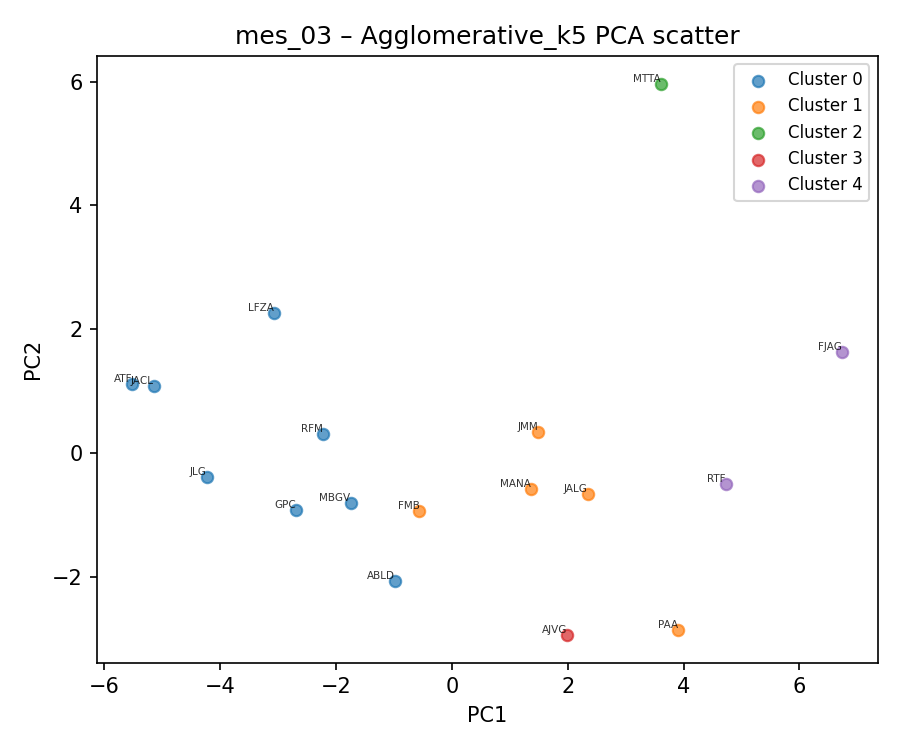 mes_03 – Agglomerative_k5 PCA scatter
Cluster 0
Cluster 1
Cluster 2
Cluster 3
Cluster 4
MTTA
LFZA
FJAG
ATF
JACL
RFM
JMM
JLG
MANA
JALG
RTF
GPC
MBGV
FMB
ABLD
AJVG
PAA
6
4
2
0
−2
PC2
−6
−4
−2
0
2
4
6
PC1